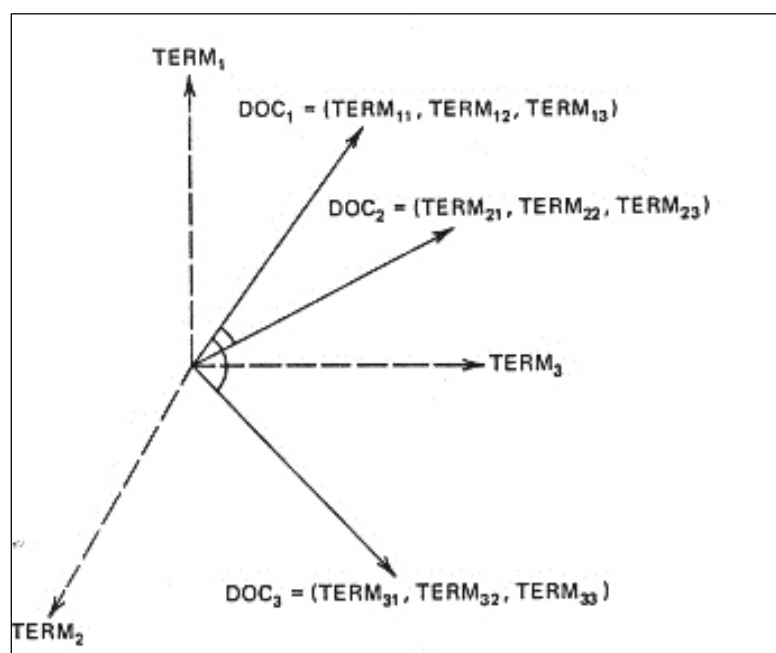 TERM₁
DOC₁ = (TERM₁₁, TERM₁₂, TERM₁₃)
DOC₂ = (TERM₂₁, TERM₂₂, TERM₂₃)
TERM₃
DOC₃ = (TERM₃₁, TERM₃₂, TERM₃₃)
TERM₂